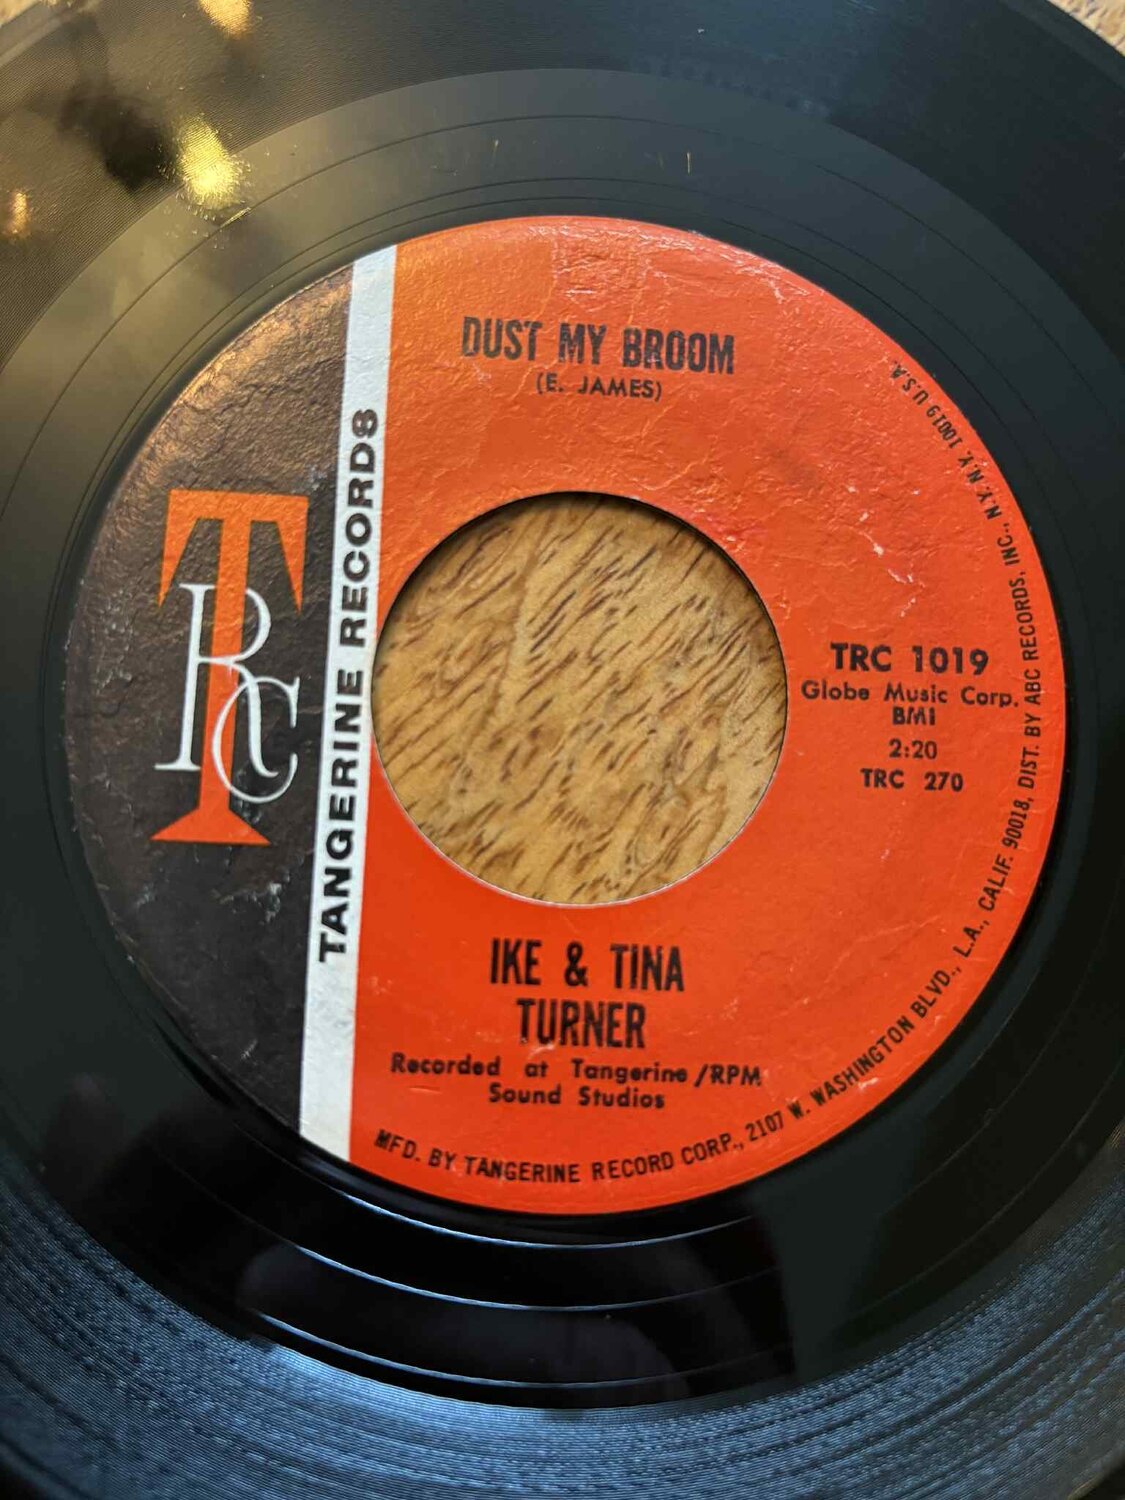 DUST MY BROOM
(E. JAMES)
TRC
TANGERINE RECORDS
TRC 1019
Globe Music Corp.
BMI
2:20
TRC 270
IKE & TINA
TURNER
Recorded at Tangerine/RPM
Sound Studios
MFD. BY TANGERINE RECORD CORP., 2107 W. WASHINGTON BLVD., L.A., CALIF. 90018, DIST. BY ABC RECORDS, INC., N.Y. N.Y. 10019 U.S.A.